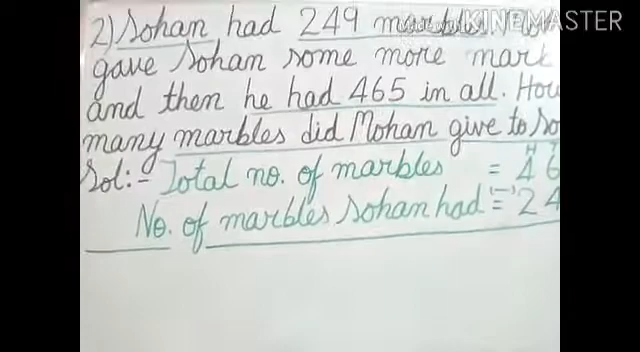 2) Sohan had 249 marbles.
KINEMASTER
gave Sohan some more mark
and then he had 465 in all. How
many marbles did Mohan give to So
Sol:- Total no. of marbles = 46
H T
No. of marbles Sohan had (-) = 24